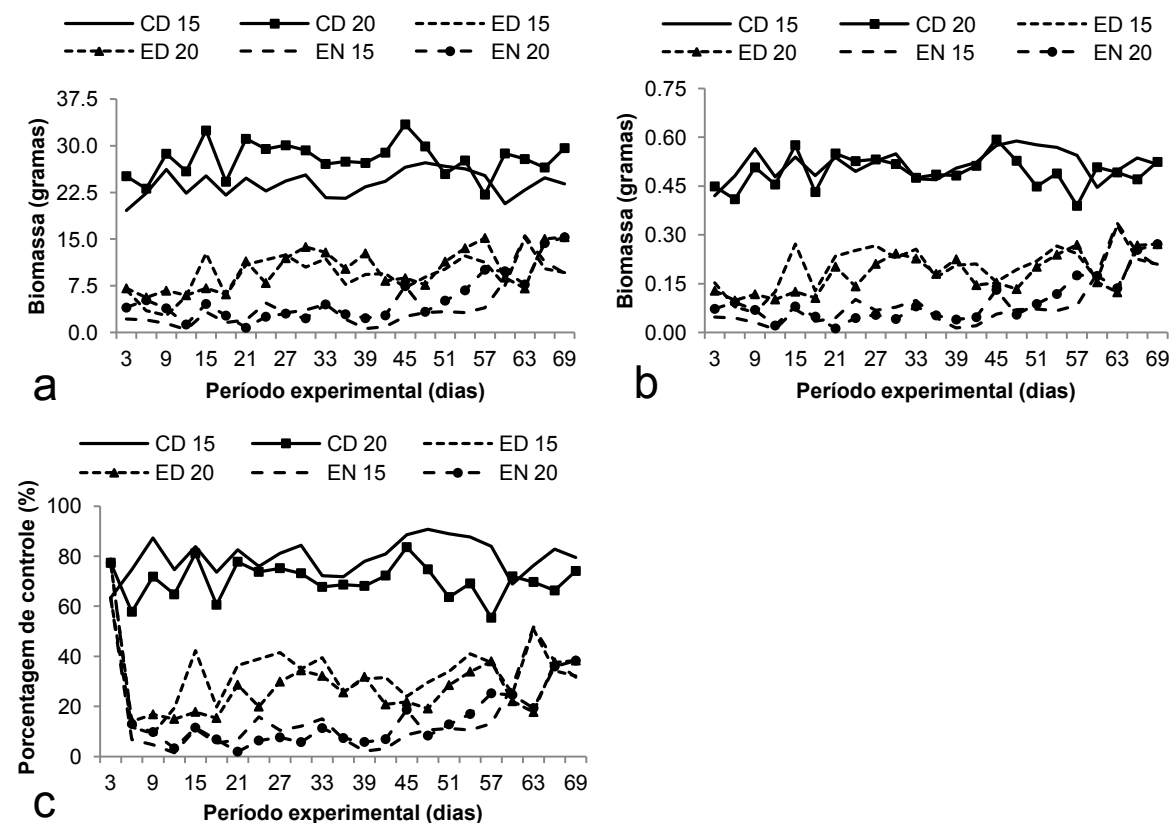 CD 15 CD 20 ED 15
ED 20 EN 15 EN 20
Biomassa (gramas)
37.5
30.0
22.5
15.0
7.5
0.0
3 9 15 21 27 33 39 45 51 57 63 69
Período experimental (dias)
a
CD 15 CD 20 ED 15
ED 20 EN 15 EN 20
Biomassa (gramas)
0.75
0.60
0.45
0.30
0.15
0.00
3 9 15 21 27 33 39 45 51 57 63 69
Período experimental (dias)
b
CD 15 CD 20 ED 15
ED 20 EN 15 EN 20
Porcentagem de controle (%)
100
80
60
40
20
0
3 9 15 21 27 33 39 45 51 57 63 69
Período experimental (dias)
c